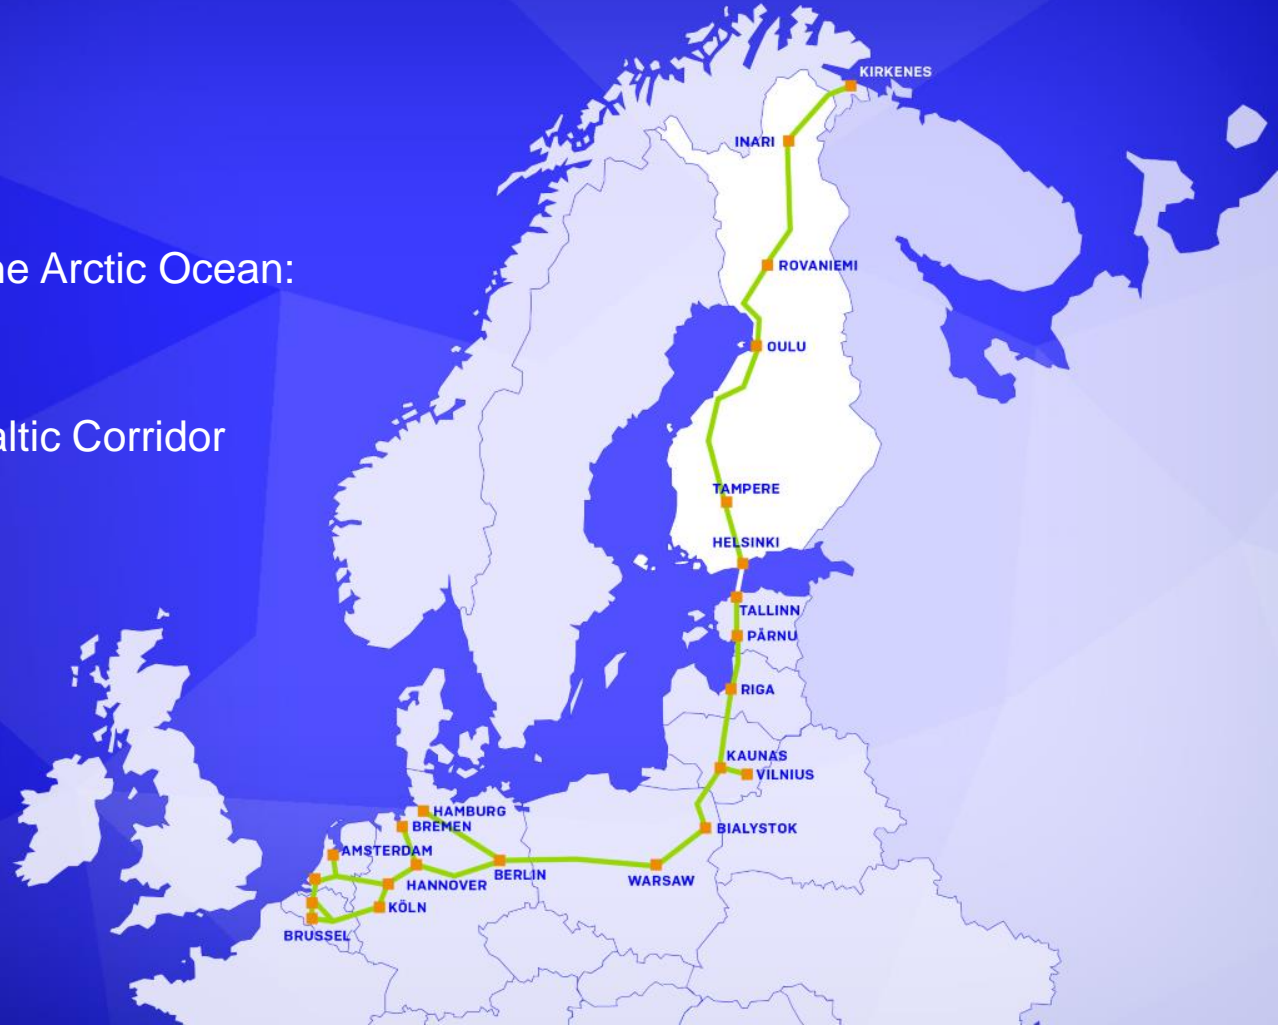 KIRKENES
INARI
he Arctic Ocean:
ROVANIEMI
OULU
altic Corridor
TAMPERE
HELSINKI
TALLINN
PÄRNU
RIGA
KAUNAS
VILNIUS
HAMBURG
BREMEN
BIALYSTOK
AMSTERDAM
BERLIN
WARSAW
HANNOVER
KÖLN
BRUSSEL